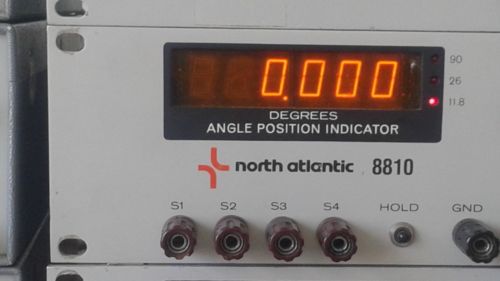 0.000
90
26
11.8
DEGREES
ANGLE POSITION INDICATOR
north atlantic 8810
S1 S2 S3 S4 HOLD GND